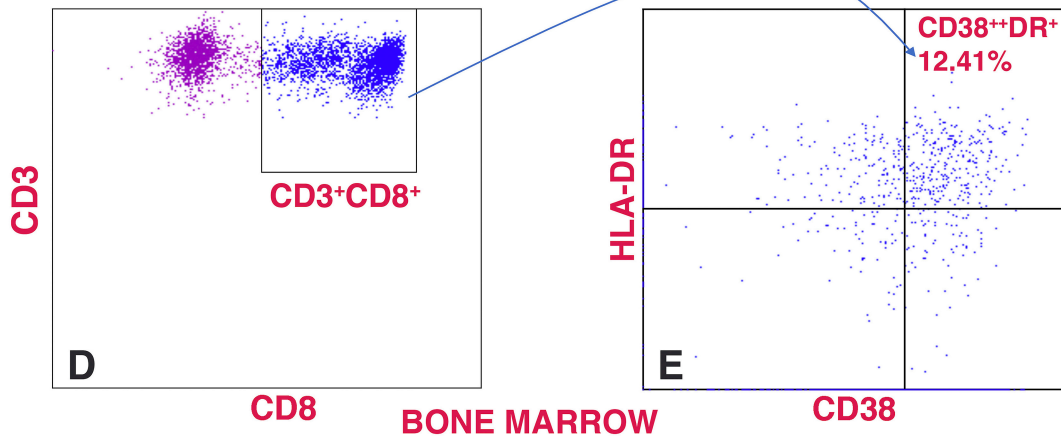 CD3
CD3⁺CD8⁺
D
CD8
BONE MARROW
CD38⁺⁺DR⁺
12.41%
HLA-DR
E
CD38